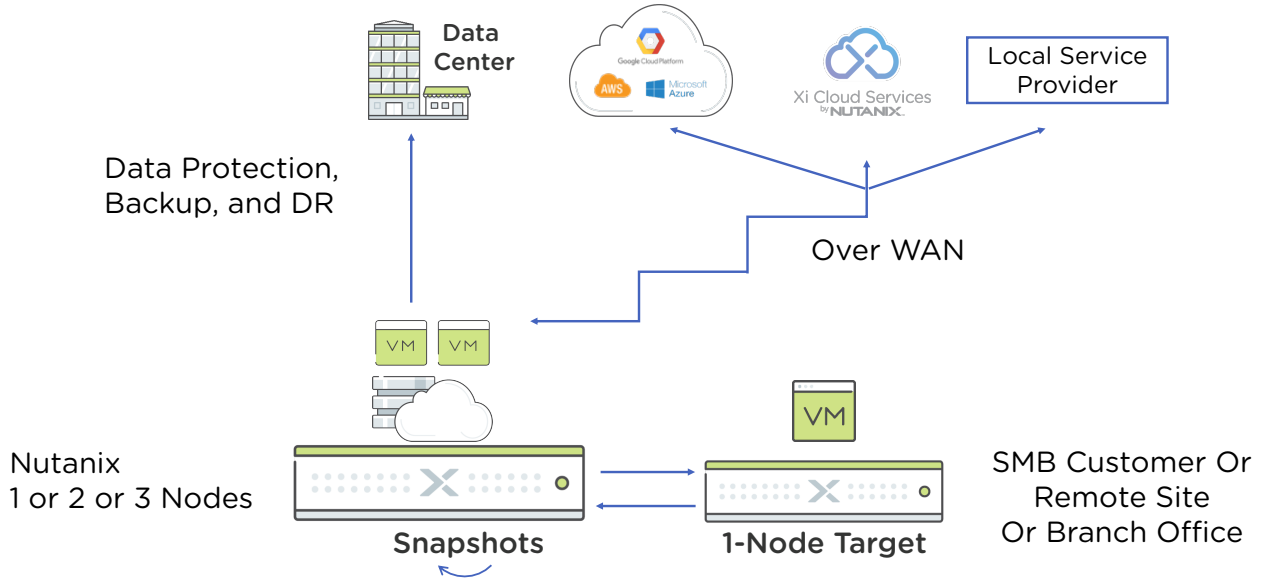 Data
Center
Google Cloud Platform
AWS
Microsoft
Azure
Xi Cloud Services
by NUTANIX
Local Service
Provider
Data Protection,
Backup, and DR
Over WAN
VM
VM
VM
Nutanix
1 or 2 or 3 Nodes
SMB Customer Or
Remote Site
Or Branch Office
Snapshots
1-Node Target